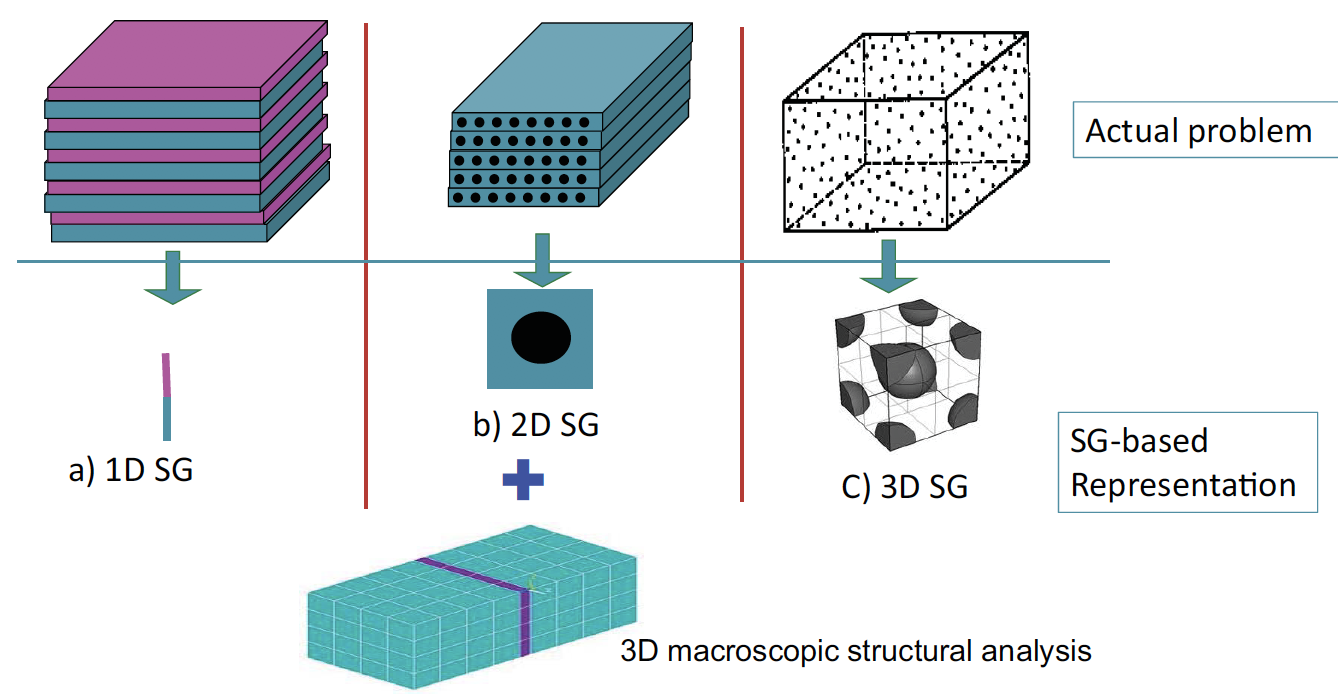 Actual problem
a) 1D SG
b) 2D SG
C) 3D SG
SG-based
Representation
3D macroscopic structural analysis